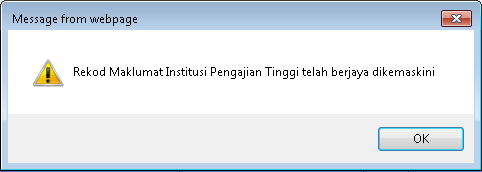 Message from webpage
Rekod Maklumat Institusi Pengajian Tinggi telah berjaya dikemaskini
OK